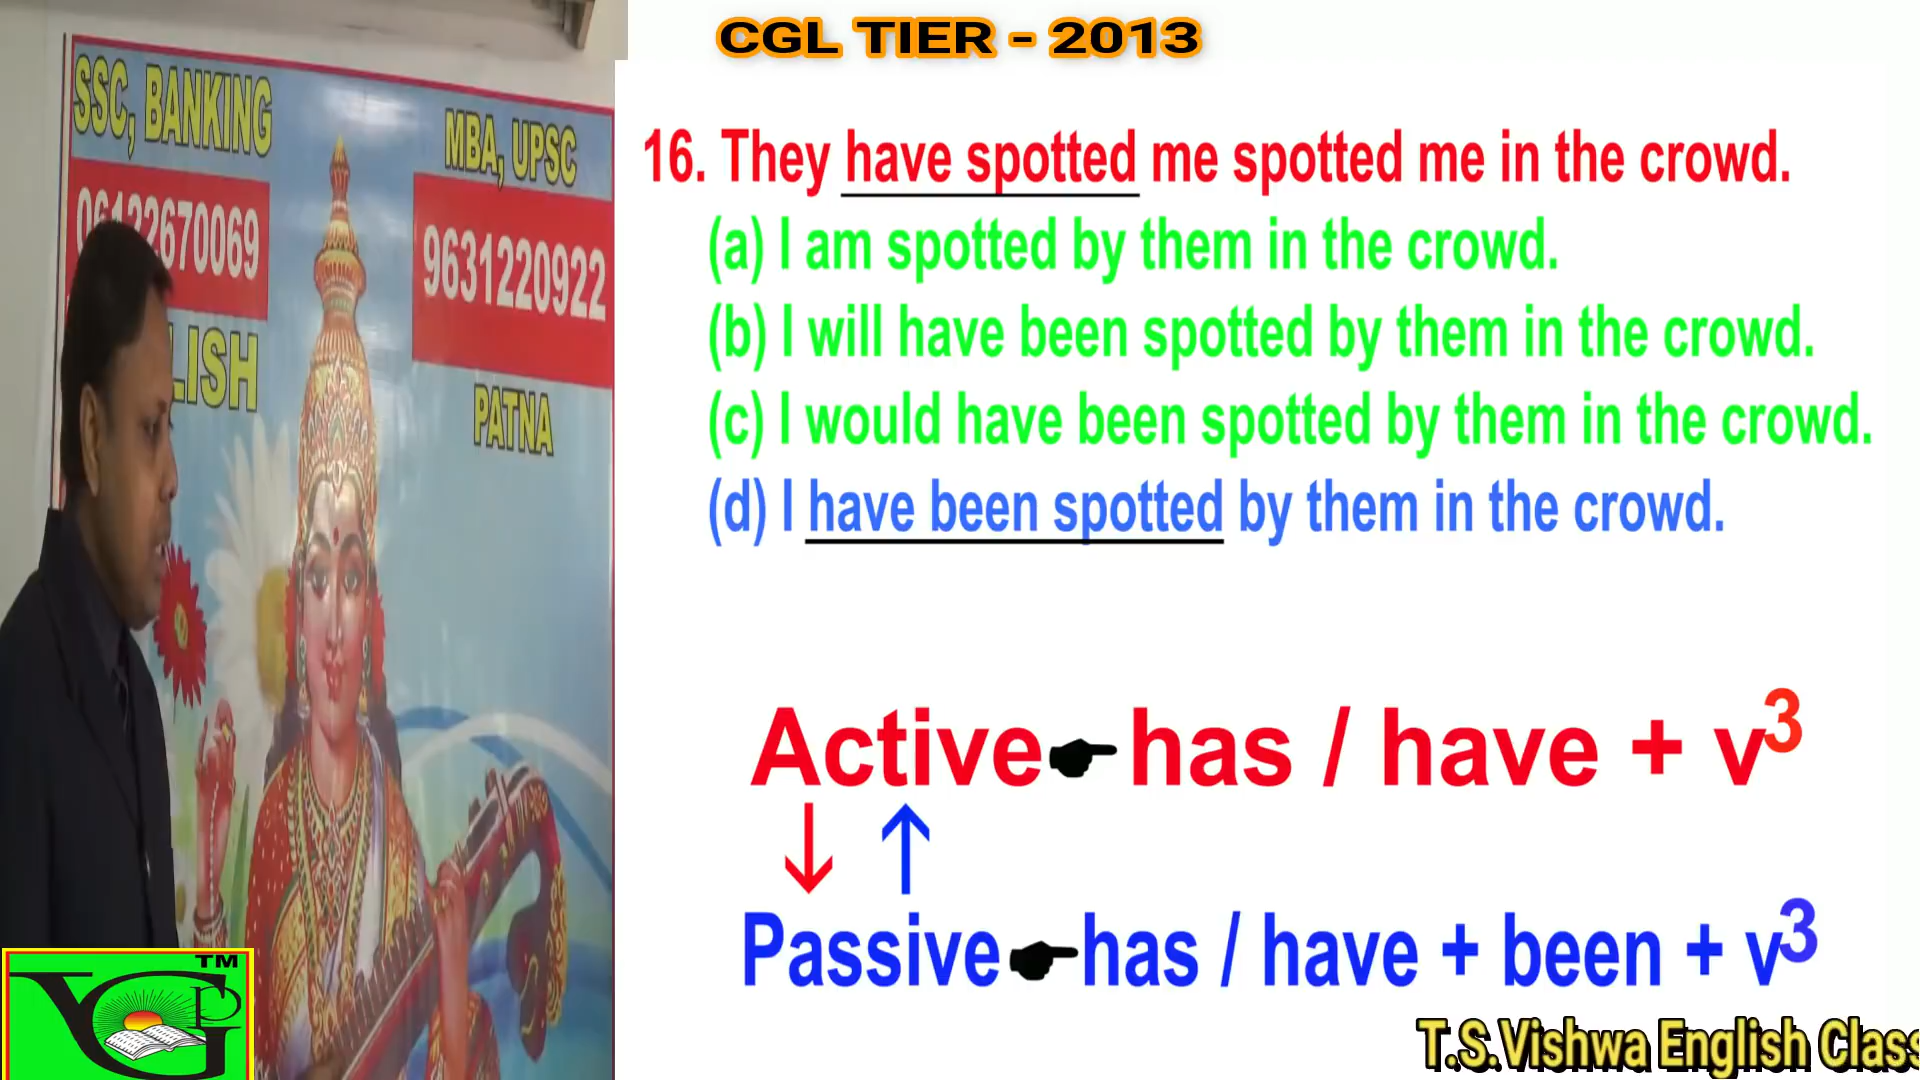 CGL TIER - 2013
SSC, BANKING
MBA, UPSC
9631220922
PATNA
16. They have spotted me spotted me in the crowd.
(a) I am spotted by them in the crowd.
(b) I will have been spotted by them in the crowd.
(c) I would have been spotted by them in the crowd.
(d) I have been spotted by them in the crowd.
Active has / have + v3
Passive has / have + been + v3
TM
T.S.Vishwa English Class